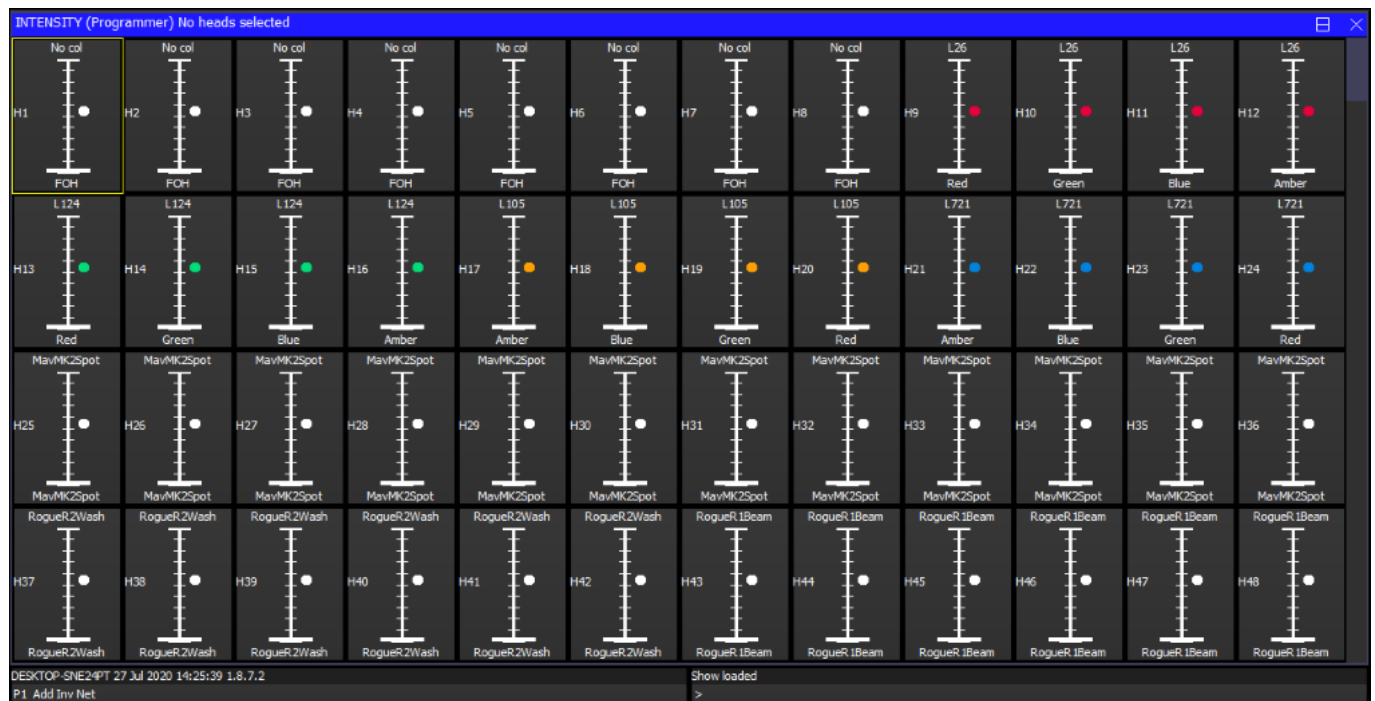 INTENSITY (Programmer) No heads selected
No col No col No col No col No col No col No col No col L26 L26 L26 L26
H1 H2 H3 H4 H5 H6 H7 H8 H9 H10 H11 H12
FOH FOH FOH FOH FOH FOH FOH FOH Red Green Blue Amber
L124 L124 L124 L124 L105 L105 L105 L105 L721 L721 L721 L721
H13 H14 H15 H16 H17 H18 H19 H20 H21 H22 H23 H24
Red Green Blue Amber Amber Blue Green Red Amber Blue Green Red
MavMK2Spot MavMK2Spot MavMK2Spot MavMK2Spot MavMK2Spot MavMK2Spot MavMK2Spot MavMK2Spot MavMK2Spot MavMK2Spot MavMK2Spot MavMK2Spot
H25 H26 H27 H28 H29 H30 H31 H32 H33 H34 H35 H36
MavMK2Spot MavMK2Spot MavMK2Spot MavMK2Spot MavMK2Spot MavMK2Spot MavMK2Spot MavMK2Spot MavMK2Spot MavMK2Spot MavMK2Spot MavMK2Spot
RogueR2Wash RogueR2Wash RogueR2Wash RogueR2Wash RogueR2Wash RogueR2Wash RogueR1Beam RogueR1Beam RogueR1Beam RogueR1Beam RogueR1Beam RogueR1Beam
H37 H38 H39 H40 H41 H42 H43 H44 H45 H46 H47 H48
RogueR2Wash RogueR2Wash RogueR2Wash RogueR2Wash RogueR2Wash RogueR2Wash RogueR1Beam RogueR1Beam RogueR1Beam RogueR1Beam RogueR1Beam RogueR1Beam
DESKTOP-SNE24PT 27 Jul 2020 14:25:39 1.8.7.2 Show loaded
P1 Add Inv Net >